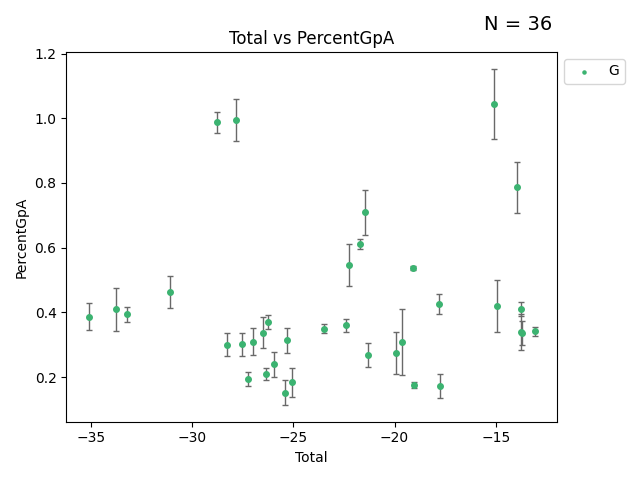 N = 36
Total vs PercentGpA
G
PercentGpA
1.2
1.0
0.8
0.6
0.4
0.2
−35 −30 −25 −20 −15
Total